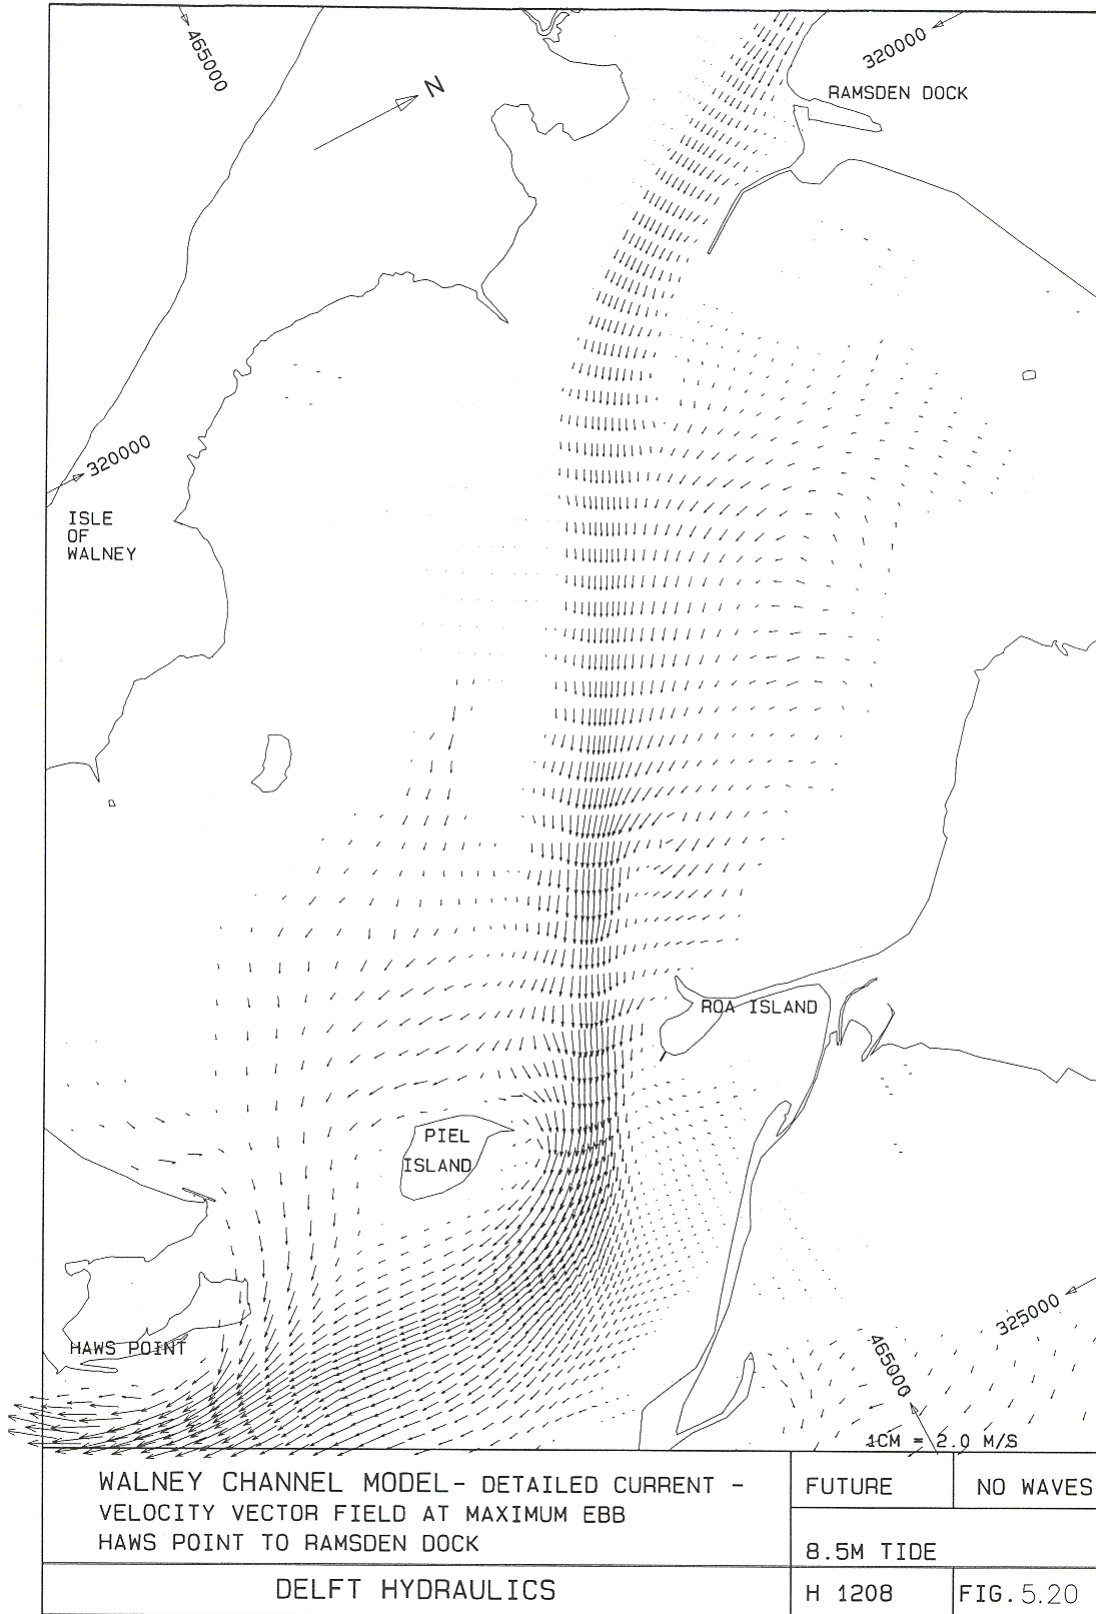 465000
N
320000
RAMSDEN DOCK
320000
ISLE
OF
WALNEY
ROA ISLAND
PIEL
ISLAND
325000
HAWS POINT
465000
1CM = 2.0 M/S
WALNEY CHANNEL MODEL- DETAILED CURRENT -
VELOCITY VECTOR FIELD AT MAXIMUM EBB
HAWS POINT TO RAMSDEN DOCK
FUTURE
NO WAVES
8.5M TIDE
DELFT HYDRAULICS
H 1208
FIG. 5.20